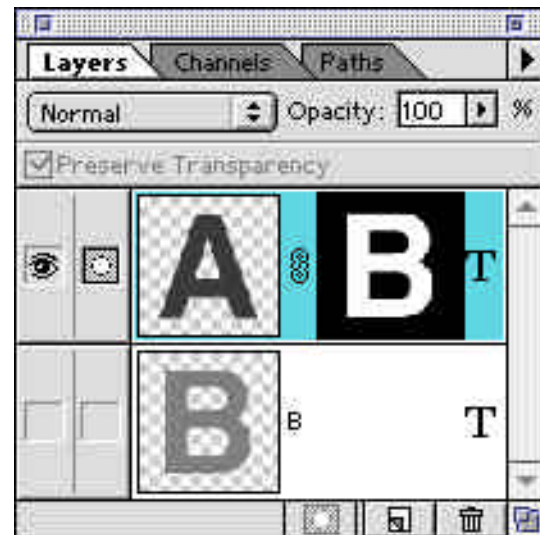 Layers Channels Paths
Normal Opacity: 100 %
Preserve Transparency
A B T
B B T